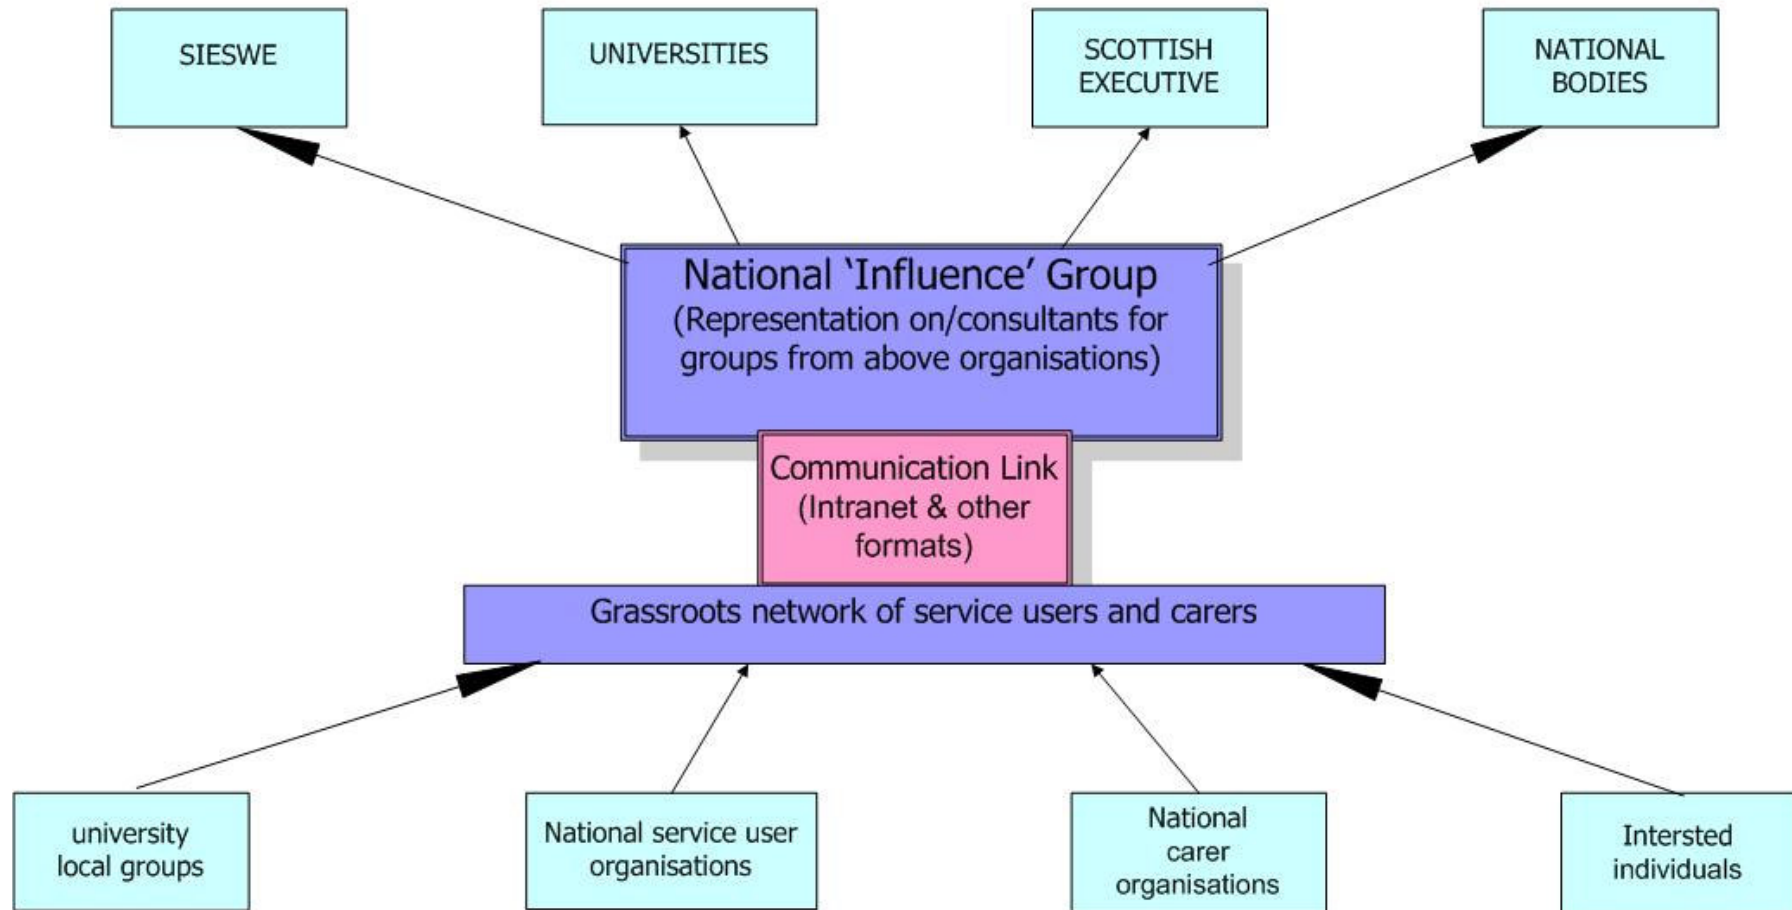 SIESWE
UNIVERSITIES
SCOTTISH
EXECUTIVE
NATIONAL
BODIES
National ‘Influence’ Group
(Representation on/consultants for
groups from above organisations)
Communication Link
(Intranet & other
formats)
Grassroots network of service users and carers
university
local groups
National service user
organisations
National
carer
organisations
Intersted
individuals